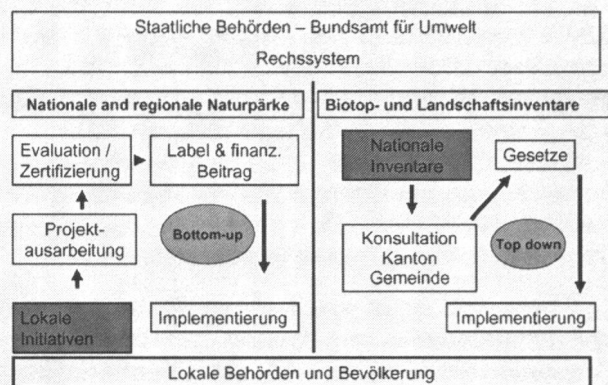 Staatliche Behörden – Bundsamt für Umwelt
Rechssystem
Nationale and regionale Naturpärke
Evaluation /
Zertifizierung
Label & finanz.
Beitrag
Projekt-
ausarbeitung
Bottom-up
Lokale
Initiativen
Implementierung
Biotop- und Landschaftsinventare
Nationale
Inventare
Gesetze
Konsultation
Kanton
Gemeinde
Top down
Implementierung
Lokale Behörden und Bevölkerung